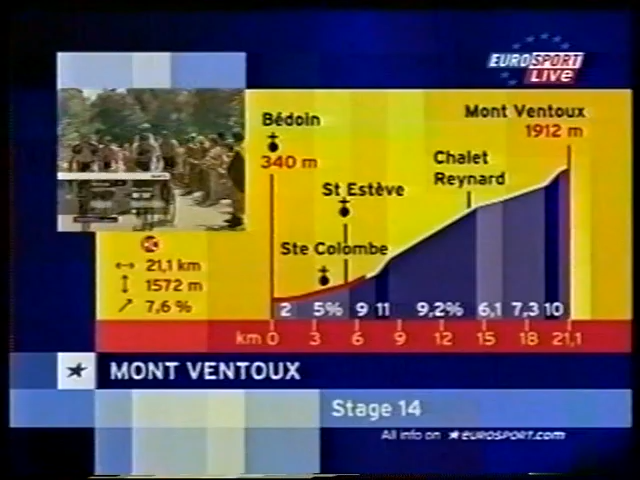 EUROSPORT
LIVE
Mont Ventoux
1912 m
Bédoin
340 m
Chalet
Reynard
St Estève
Ste Colombe
HC
21,1 km
1572 m
7,6 %
2 5% 9 11 9,2% 6,1 7,3 10
km 0 3 6 9 12 15 18 21,1
MONT VENTOUX
Stage 14
All info on EUROSPORT.com